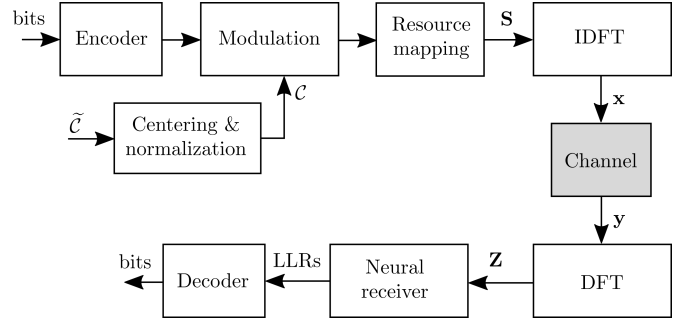 bits
Encoder
Modulation
Resource
mapping
S
IDFT
x
C̃
Centering &
normalization
C
Channel
y
bits
Decoder
LLRs
Neural
receiver
Z
DFT